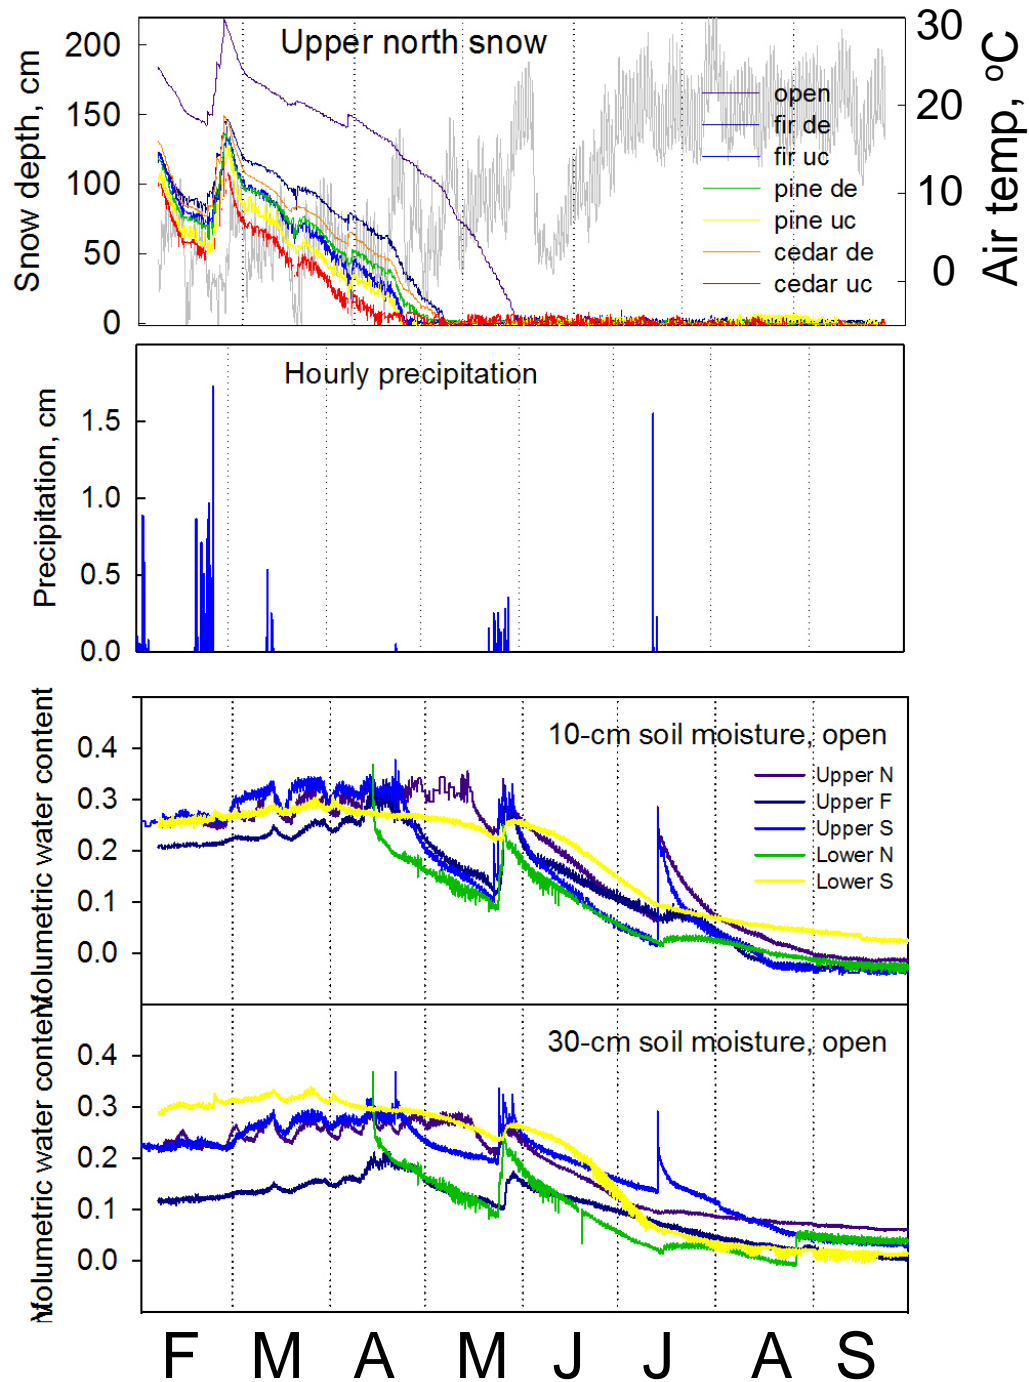 Upper north snow
Snow depth, cm
200
150
100
50
0
30
20
10
0
Air temp, ºC
open
fir de
fir uc
pine de
pine uc
cedar de
cedar uc
Hourly precipitation
Precipitation, cm
1.5
1.0
0.5
0.0
10-cm soil moisture, open
Volumetric water content
0.4
0.3
0.2
0.1
0.0
Upper N
Upper F
Upper S
Lower N
Lower S
30-cm soil moisture, open
Volumetric water content
0.4
0.3
0.2
0.1
0.0
F M A M J J A S